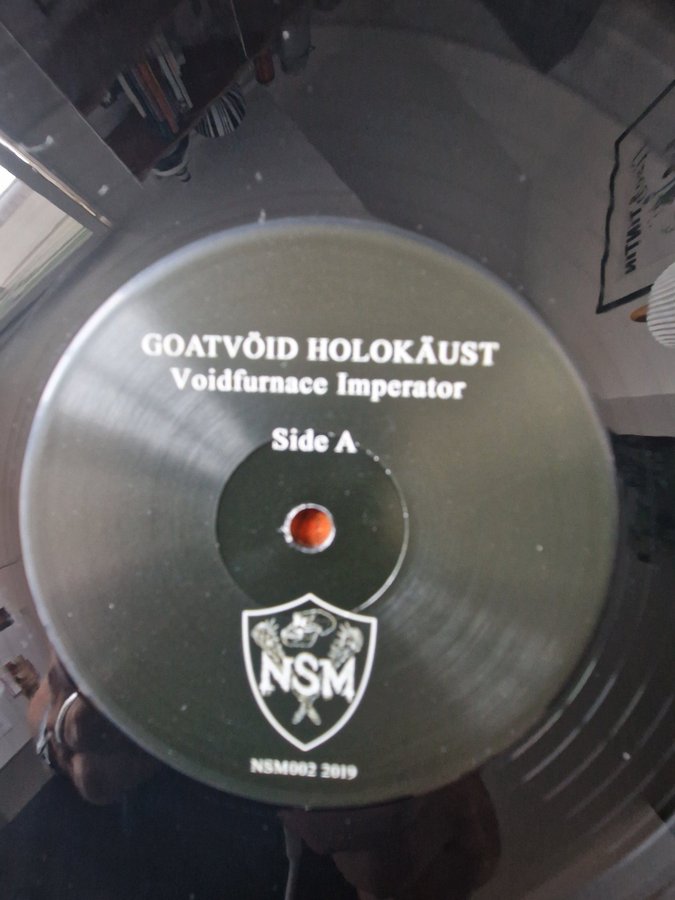 GOATVÖID HOLOKÄUST
Voidfurnace Imperator
Side A
NSM
NSM002 2019